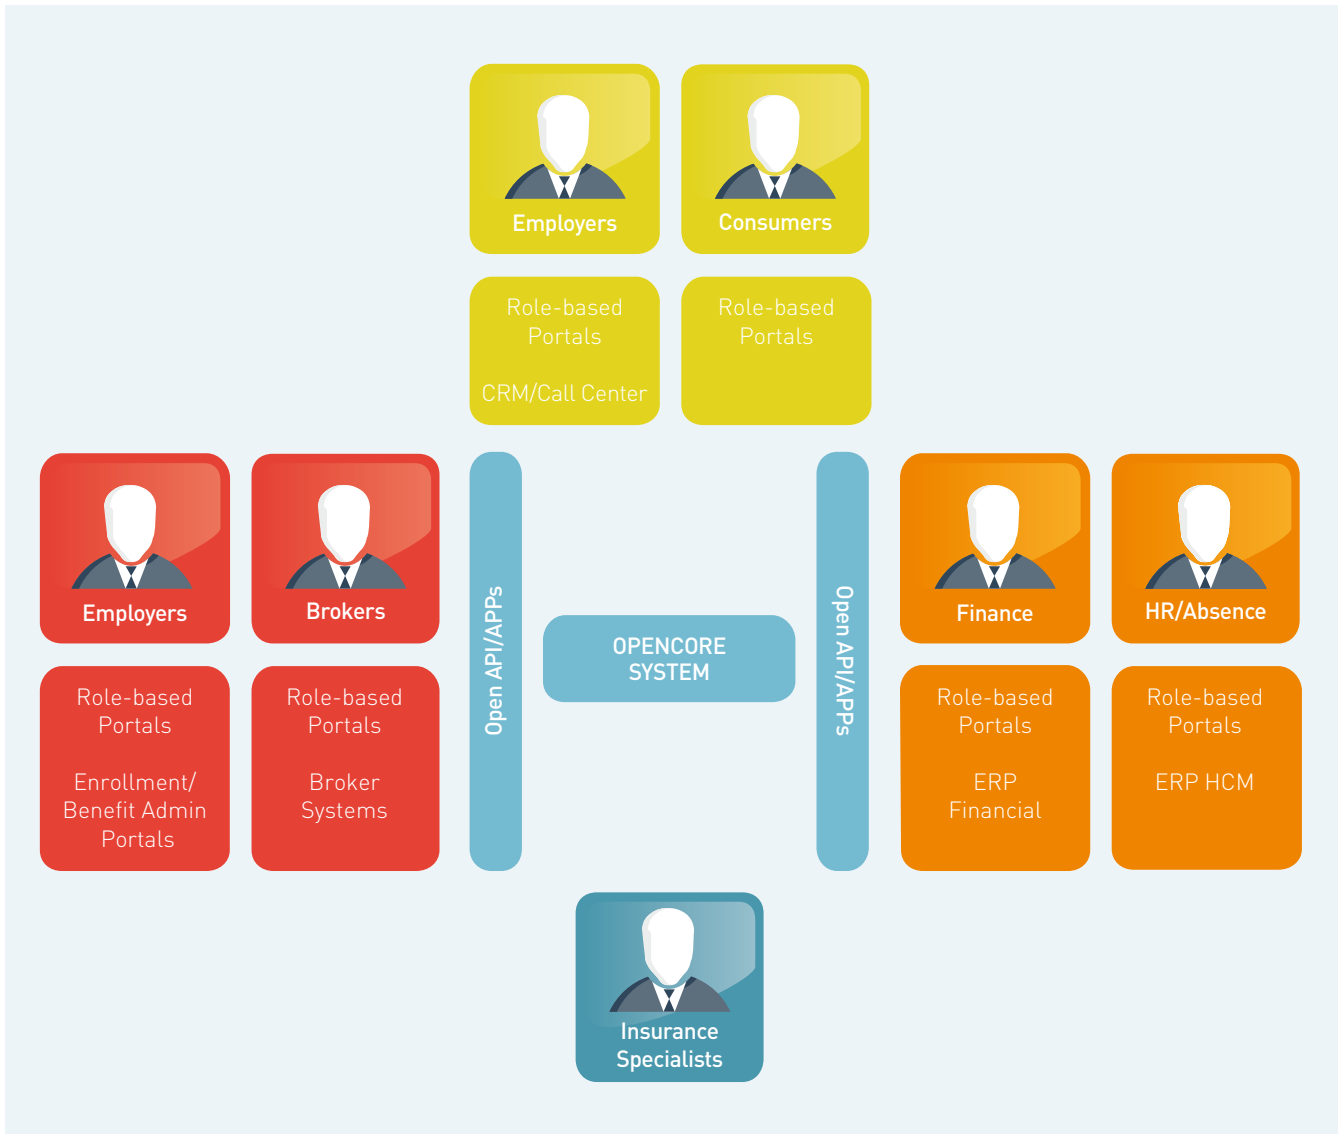 Employers
Consumers
Role-based
Portals
CRM/Call Center
Role-based
Portals
Employers
Brokers
Role-based
Portals
Enrollment/
Benefit Admin
Portals
Role-based
Portals
Broker
Systems
Open API/APPs
OPENCORE
SYSTEM
Open API/APPs
Finance
HR/Absence
Role-based
Portals
ERP
Financial
Role-based
Portals
ERP HCM
Insurance
Specialists